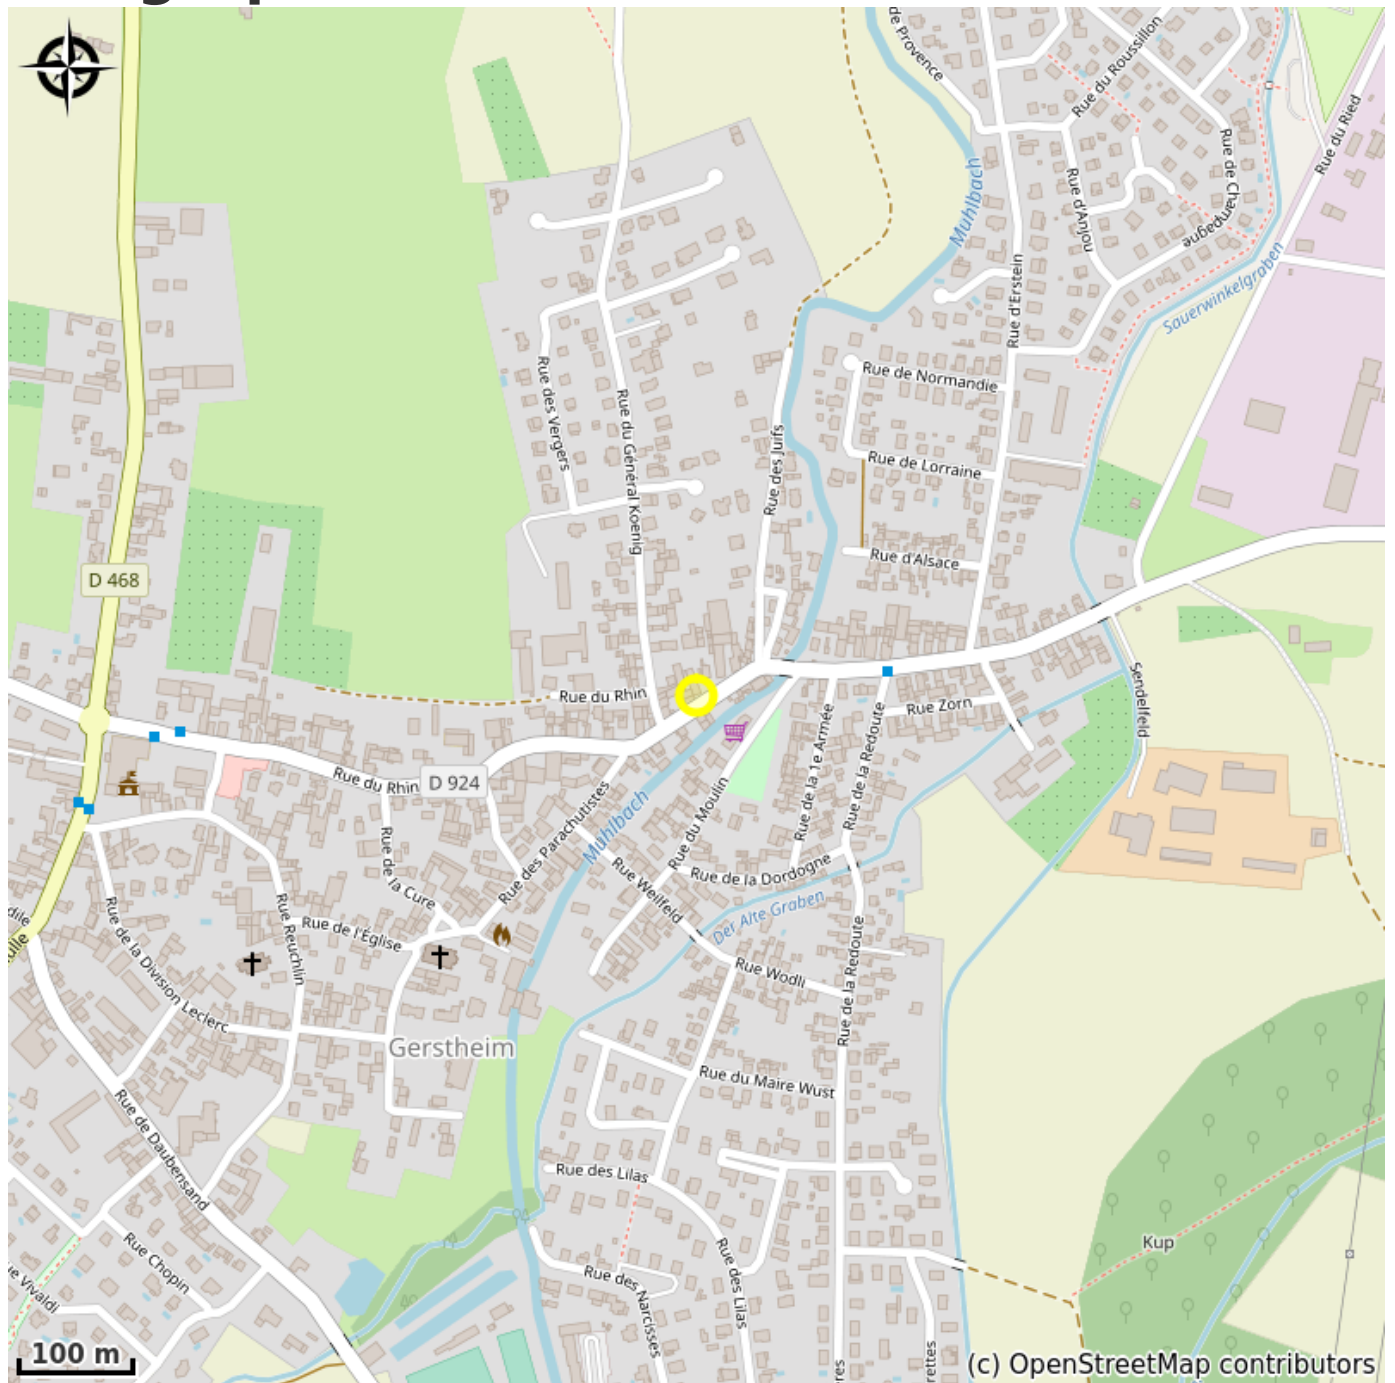 de Provence
Rue du Roussillon
Rue du Ried
Rue de Champagne
Muhlbach
Rue d'Anjou
Sauerwinkelgraben
Rue d'Erstein
Rue de Normandie
Rue des Vergers
Rue du Général Koenig
Rue des Juifs
Rue de Lorraine
Rue d'Alsace
D 468
Rue du Rhin
Rue Zorn
Sendelfeld
Rue du Rhin
D 924
Rue de la 1e Armée
Rue de la Redoute
Rue des Parachutistes
Muhlbach
Rue du Moulin
Rue de la Cure
Rue Weilfeld
Rue de la Dordogne
Der Alte Graben
Rue de l'Église
Rue Reuchlin
Rue de la Division Leclerc
Rue Wodli
Rue de la Redoute
Gerstheim
Rue du Maire Wust
Rue de Daubensand
Rue des Lilas
Rue Chopin
ue Vivaldi
Rue des Narcisses
Rue des Lilas
Kup
100 m
(c) OpenStreetMap contributors